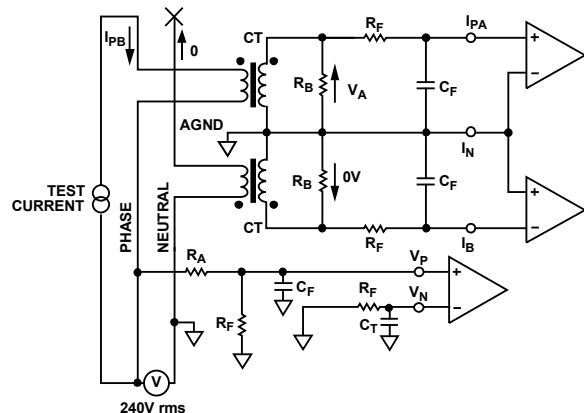 I_PB
0
CT
R_F
I_PA
R_B
V_A
C_F
AGND
I_N
TEST
CURRENT
PHASE
NEUTRAL
R_B
0V
C_F
CT
R_F
I_B
R_A
V_P
C_F
R_F
V_N
R_F
C_T
V
240V rms
+
−
+
−
+
−